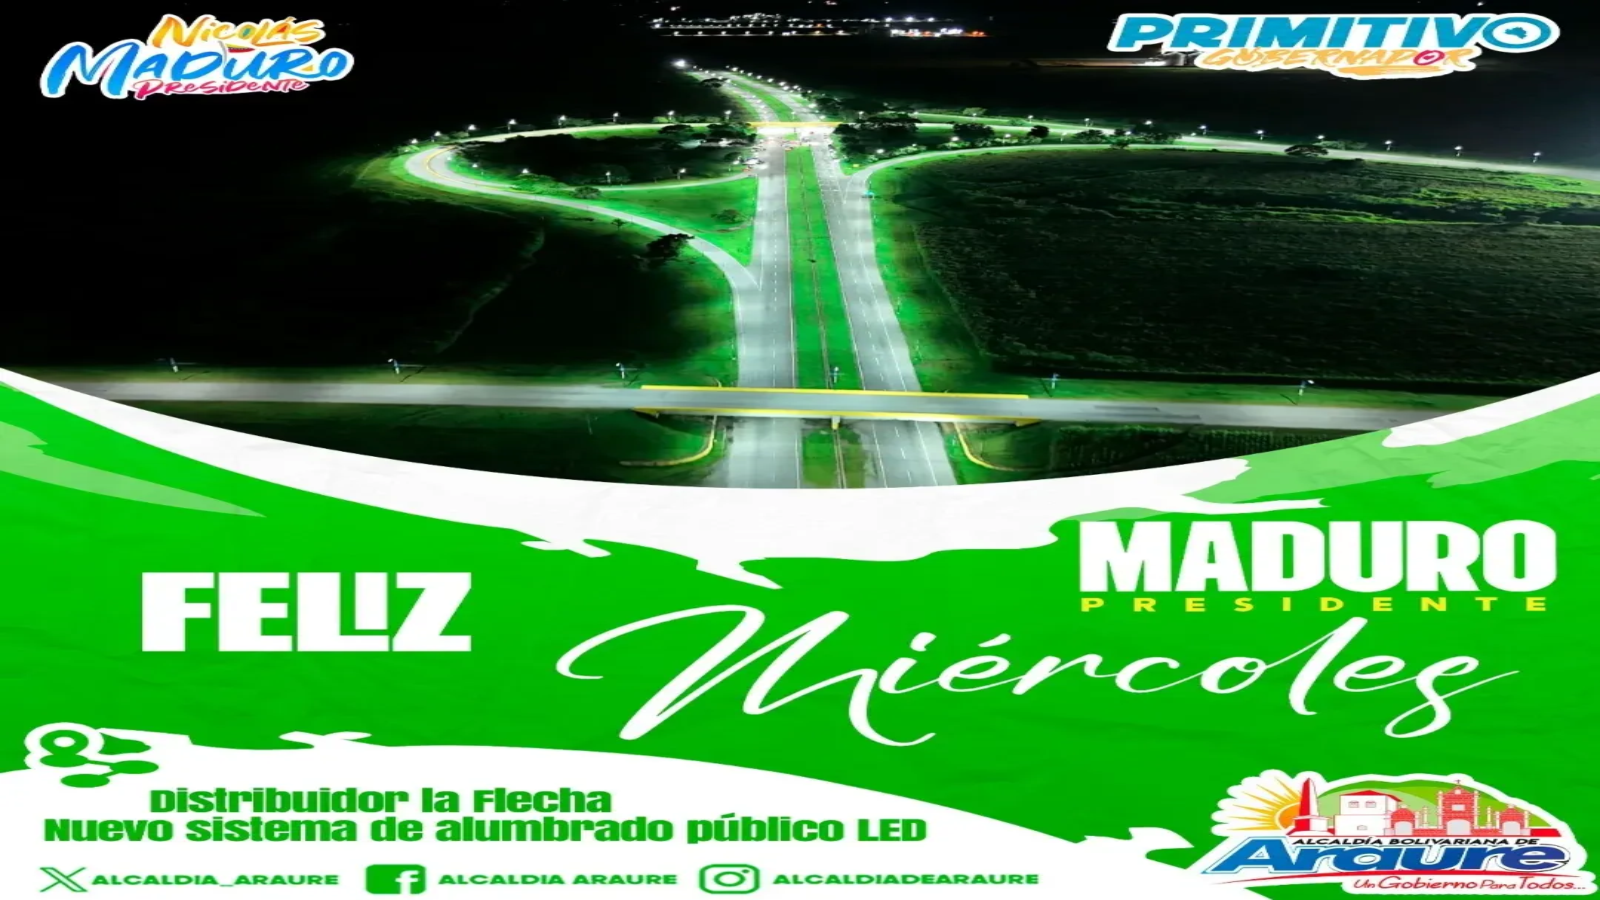 Nicolás
Maduro
Presidente
PRIMITIVO
GOBERNADOR
MADURO
PRESIDENTE
FELIZ
Miércoles
Distribuidor la Flecha
Nuevo sistema de alumbrado público LED
ALCALDIA_ARAURE
ALCALDIA ARAURE
ALCALDIADEARAURE
ALCALDÍA BOLIVARIANA DE
Araure
Un Gobierno Para Todos...